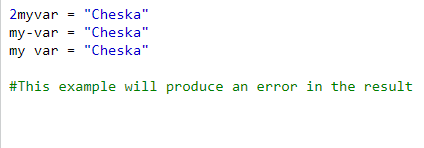 2myvar = "Cheska"
my-var = "Cheska"
my var = "Cheska"
#This example will produce an error in the result